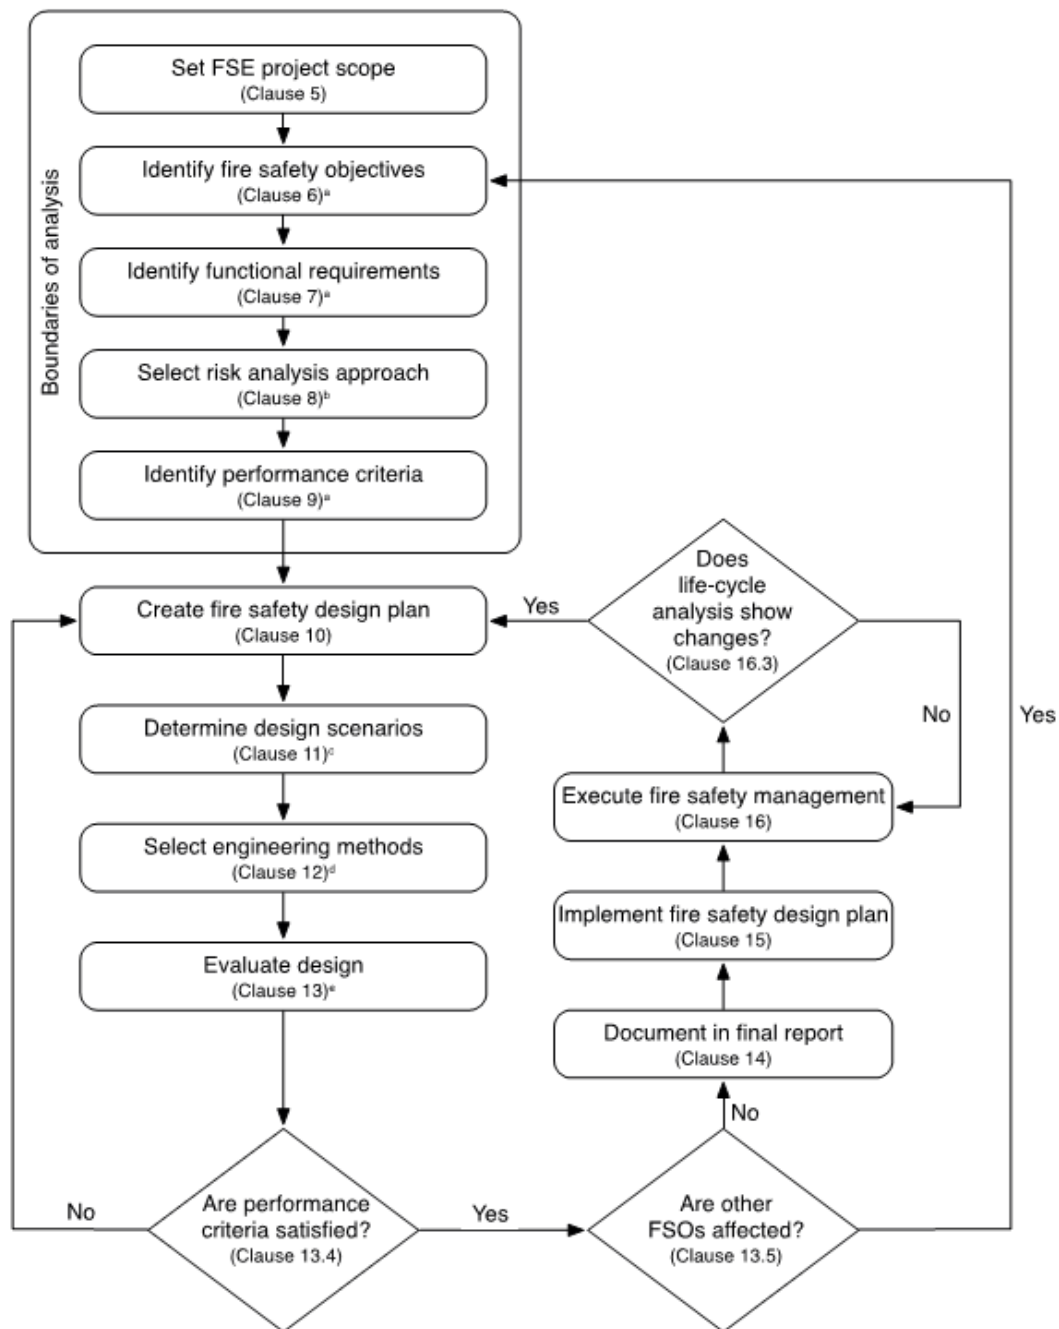 Boundaries of analysis
Set FSE project scope
(Clause 5)
Identify fire safety objectives
(Clause 6)ᵃ
Identify functional requirements
(Clause 7)ᵃ
Select risk analysis approach
(Clause 8)ᵇ
Identify performance criteria
(Clause 9)ᵃ
Create fire safety design plan
(Clause 10)
Determine design scenarios
(Clause 11)ᶜ
Select engineering methods
(Clause 12)ᵈ
Evaluate design
(Clause 13)ᵉ
Are performance
criteria satisfied?
(Clause 13.4)
No
Yes
Are other
FSOs affected?
(Clause 13.5)
No
Yes
Document in final report
(Clause 14)
Implement fire safety design plan
(Clause 15)
Execute fire safety management
(Clause 16)
Does
life-cycle
analysis show
changes?
(Clause 16.3)
Yes
No